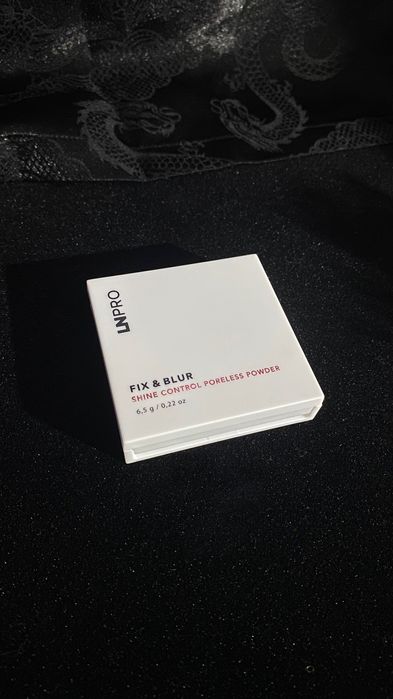 LNPRO
FIX & BLUR
SHINE CONTROL PORELESS POWDER
6,5 g / 0,22 oz